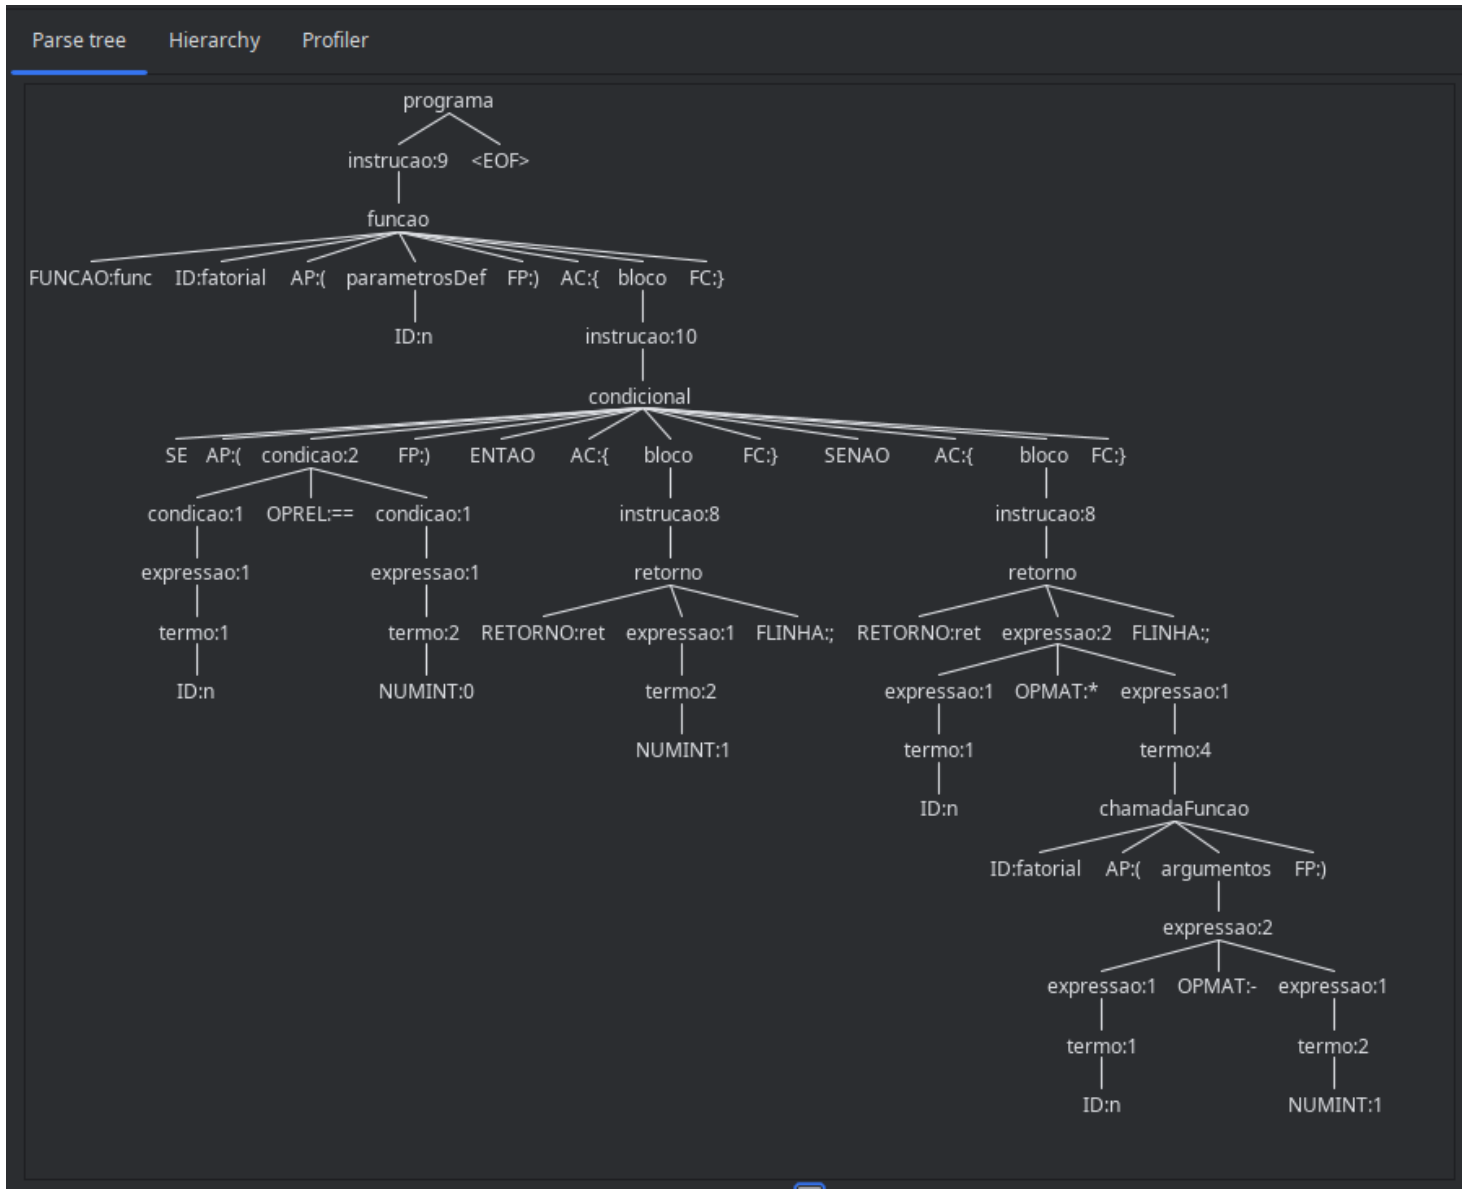 Parse tree Hierarchy Profiler
programa
instrucao:9 <EOF>
funcao
FUNCAO:func ID:fatorial AP:( parametrosDef FP:) AC:{ bloco FC:}
ID:n instrucao:10
condicional
SE AP:( condicao:2 FP:) ENTAO AC:{ bloco FC:} SENAO AC:{ bloco FC:}
condicao:1 OPREL:== condicao:1 instrucao:8 instrucao:8
expressao:1 expressao:1 retorno retorno
termo:1 termo:2 RETORNO:ret expressao:1 FLINHA:; RETORNO:ret expressao:2 FLINHA:;
ID:n NUMINT:0 termo:2 expressao:1 OPMAT:* expressao:1
NUMINT:1 termo:1 termo:4
ID:n chamadaFuncao
ID:fatorial AP:( argumentos FP:)
expressao:2
expressao:1 OPMAT:- expressao:1
termo:1 termo:2
ID:n NUMINT:1